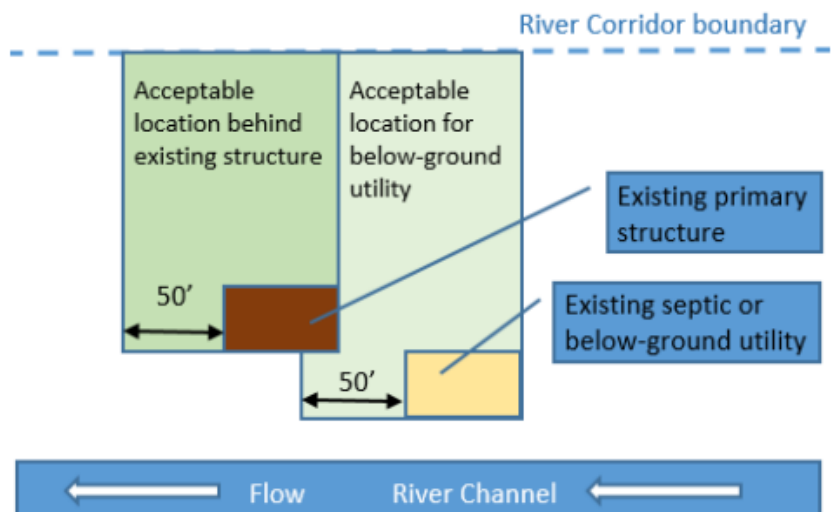 River Corridor boundary
Acceptable
location behind
existing structure
Acceptable
location for
below-ground
utility
Existing primary
structure
50’
Existing septic or
below-ground utility
50’
Flow
River Channel